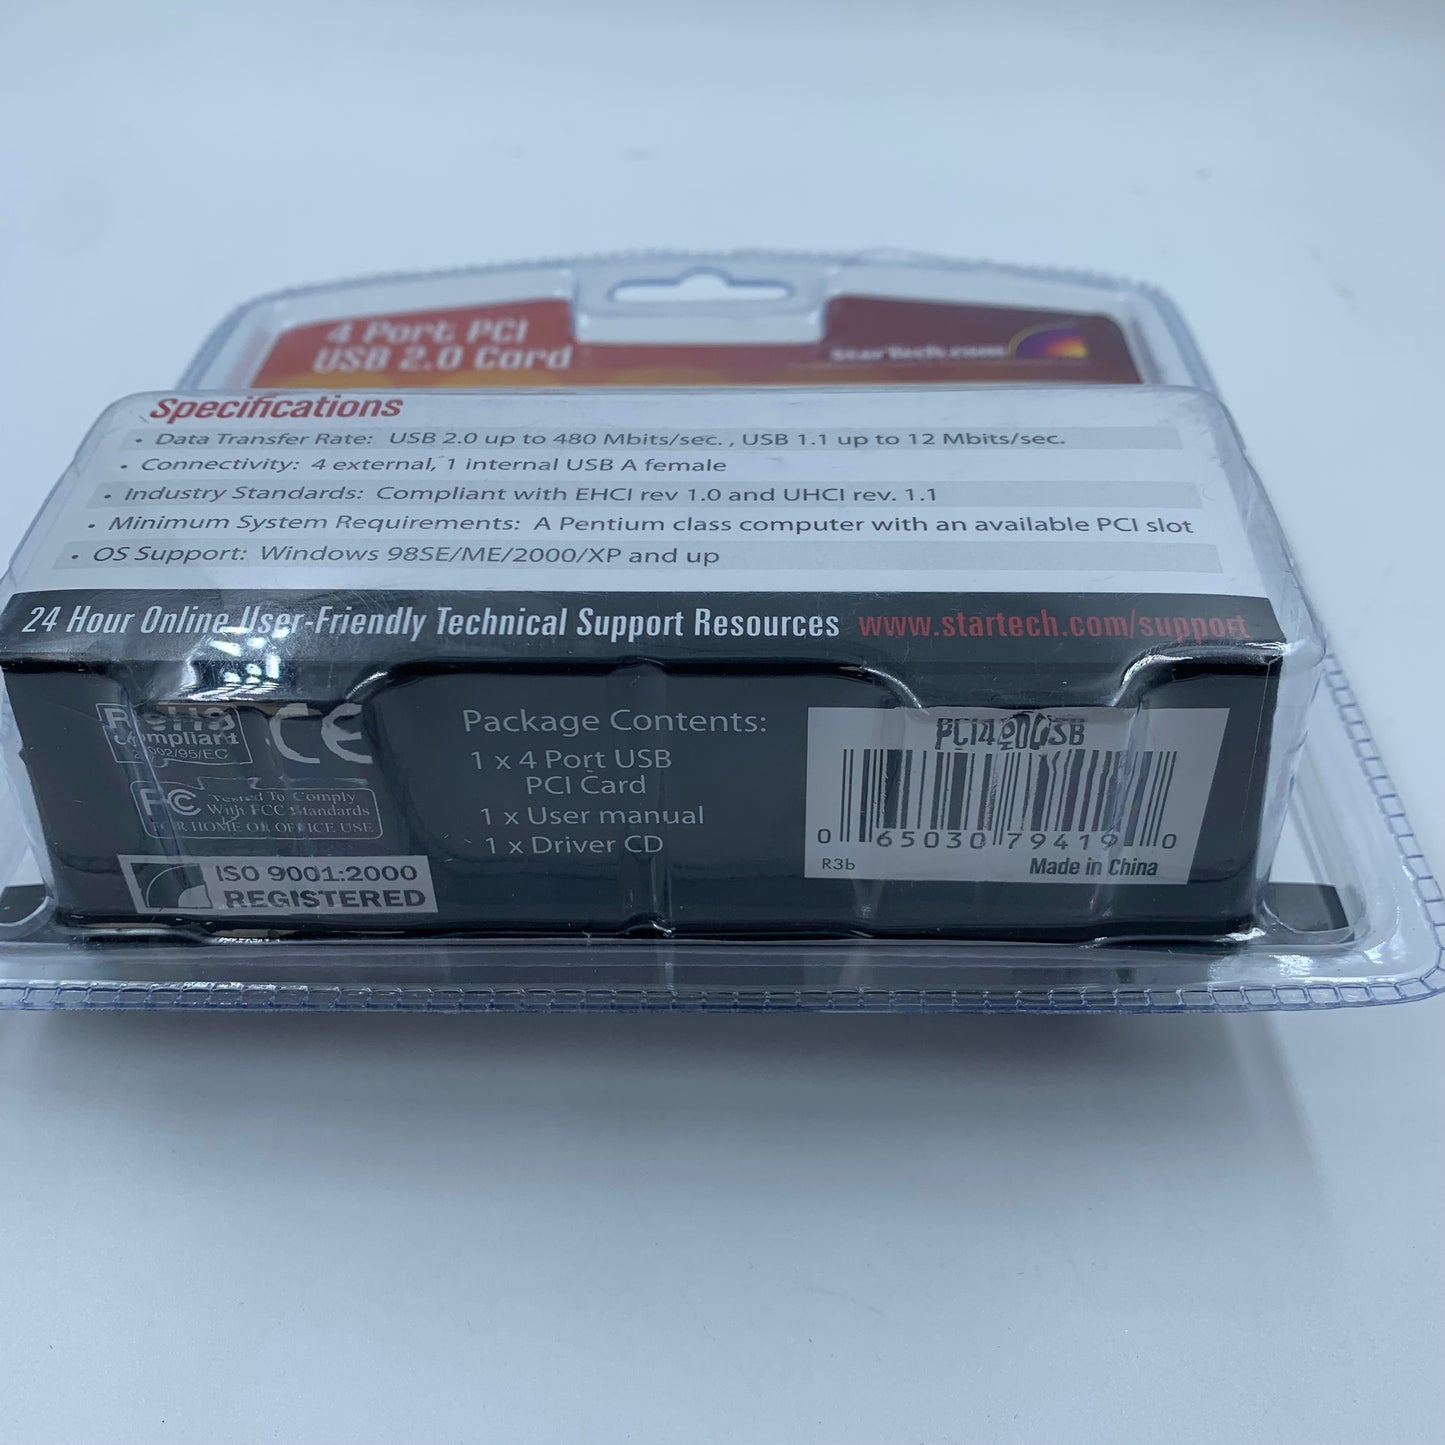 4 Port PCI
USB 2.0 Card
StarTech.com
Specifications
• Data Transfer Rate: USB 2.0 up to 480 Mbits/sec. , USB 1.1 up to 12 Mbits/sec.
• Connectivity: 4 external, 1 internal USB A female
• Industry Standards: Compliant with EHCI rev 1.0 and UHCI rev. 1.1
• Minimum System Requirements: A Pentium class computer with an available PCI slot
• OS Support: Windows 98SE/ME/2000/XP and up
24 Hour Online User-Friendly Technical Support Resources www.startech.com/support
RoHS
Compliant
2002/95/EC
CE
FC Tested To Comply
With FCC Standards
FOR HOME OR OFFICE USE
ISO 9001:2000
REGISTERED
Package Contents:
1 x 4 Port USB
PCI Card
1 x User manual
1 x Driver CD
0 65030 79419 0
R3b Made in China